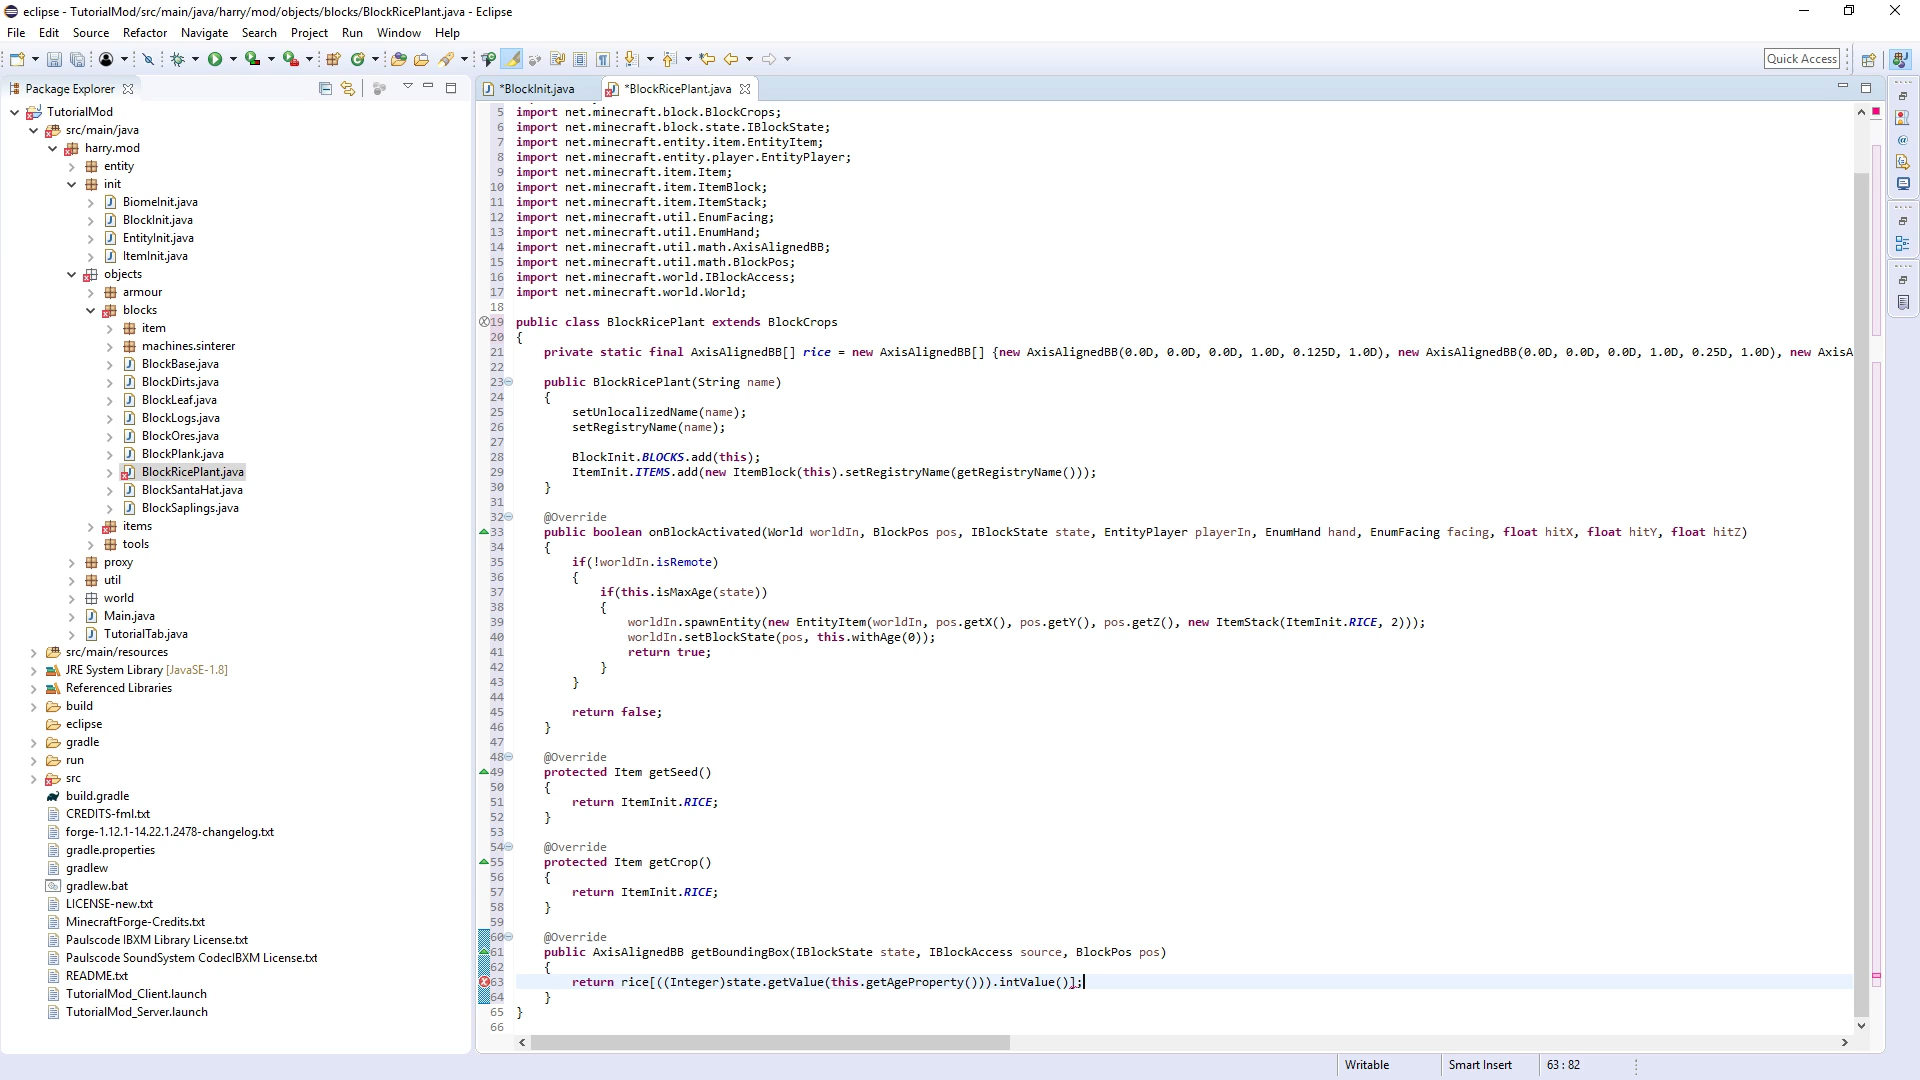 eclipse - TutorialMod/src/main/java/harry/mod/objects/blocks/BlockRicePlant.java - Eclipse
File Edit Source Refactor Navigate Search Project Run Window Help
Quick Access
Package Explorer
TutorialMod
src/main/java
harry.mod
entity
init
BiomeInit.java
BlockInit.java
EntityInit.java
ItemInit.java
objects
armour
blocks
item
machines.sinterer
BlockBase.java
BlockDirts.java
BlockLeaf.java
BlockLogs.java
BlockOres.java
BlockPlank.java
BlockRicePlant.java
BlockSantaHat.java
BlockSaplings.java
items
tools
proxy
util
world
Main.java
TutorialTab.java
src/main/resources
JRE System Library [JavaSE-1.8]
Referenced Libraries
build
eclipse
gradle
run
src
build.gradle
CREDITS-fml.txt
forge-1.12.1-14.22.1.2478-changelog.txt
gradle.properties
gradlew
gradlew.bat
LICENSE-new.txt
MinecraftForge-Credits.txt
Paulscode IBXM Library License.txt
Paulscode SoundSystem CodecIBXM License.txt
README.txt
TutorialMod_Client.launch
TutorialMod_Server.launch
*BlockInit.java *BlockRicePlant.java
5 import net.minecraft.block.BlockCrops;
6 import net.minecraft.block.state.IBlockState;
7 import net.minecraft.entity.item.EntityItem;
8 import net.minecraft.entity.player.EntityPlayer;
9 import net.minecraft.item.Item;
10 import net.minecraft.item.ItemBlock;
11 import net.minecraft.item.ItemStack;
12 import net.minecraft.util.EnumFacing;
13 import net.minecraft.util.EnumHand;
14 import net.minecraft.util.math.AxisAlignedBB;
15 import net.minecraft.util.math.BlockPos;
16 import net.minecraft.world.IBlockAccess;
17 import net.minecraft.world.World;
18
19 public class BlockRicePlant extends BlockCrops
20 {
21 private static final AxisAlignedBB[] rice = new AxisAlignedBB[] {new AxisAlignedBB(0.0D, 0.0D, 0.0D, 1.0D, 0.125D, 1.0D), new AxisAlignedBB(0.0D, 0.0D, 0.0D, 1.0D, 0.25D, 1.0D), new AxisA
22
23 public BlockRicePlant(String name)
24 {
25 setUnlocalizedName(name);
26 setRegistryName(name);
27
28 BlockInit.BLOCKS.add(this);
29 ItemInit.ITEMS.add(new ItemBlock(this).setRegistryName(getRegistryName()));
30 }
31
32 @Override
33 public boolean onBlockActivated(World worldIn, BlockPos pos, IBlockState state, EntityPlayer playerIn, EnumHand hand, EnumFacing facing, float hitX, float hitY, float hitZ)
34 {
35 if(!worldIn.isRemote)
36 {
37 if(this.isMaxAge(state))
38 {
39 worldIn.spawnEntity(new EntityItem(worldIn, pos.getX(), pos.getY(), pos.getZ(), new ItemStack(ItemInit.RICE, 2)));
40 worldIn.setBlockState(pos, this.withAge(0));
41 return true;
42 }
43 }
44
45 return false;
46 }
47
48 @Override
49 protected Item getSeed()
50 {
51 return ItemInit.RICE;
52 }
53
54 @Override
55 protected Item getCrop()
56 {
57 return ItemInit.RICE;
58 }
59
60 @Override
61 public AxisAlignedBB getBoundingBox(IBlockState state, IBlockAccess source, BlockPos pos)
62 {
63 return rice[((Integer)state.getValue(this.getAgeProperty())).intValue()];
64 }
65 }
66
Writable Smart Insert 63 : 82